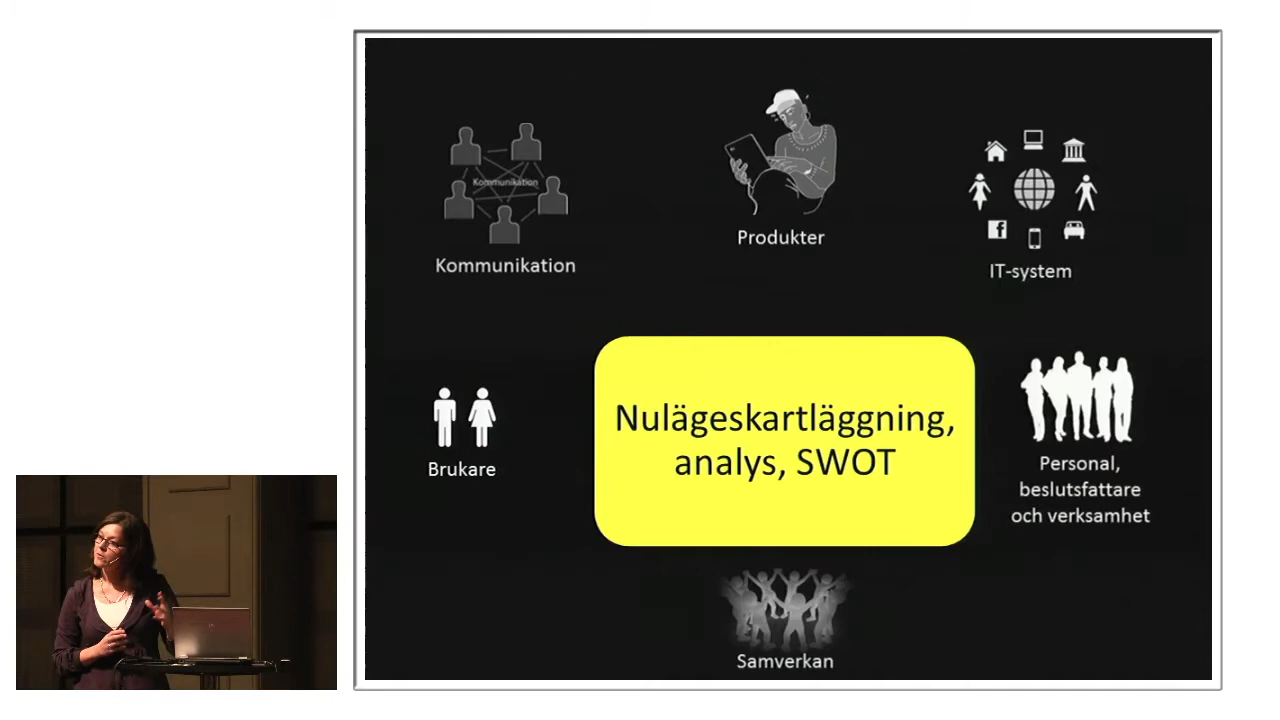 Kommunikation
Kommunikation
Produkter
IT-system
Brukare
Nulägeskartläggning,
analys, SWOT
Personal,
beslutsfattare
och verksamhet
Samverkan